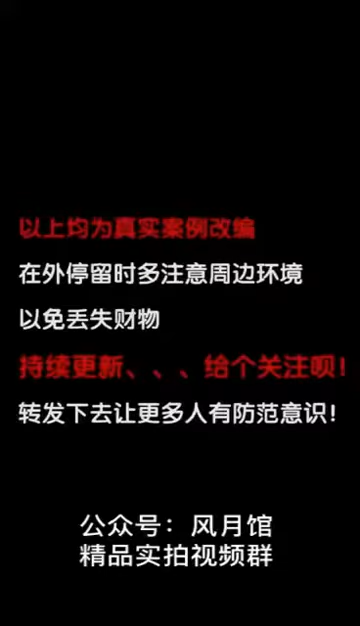 以上均为真实案例改编
在外停留时多注意周边环境
以免丢失财物
持续更新、、、给个关注呗!
转发下去让更多人有防范意识!
公众号：风月馆
精品实拍视频群